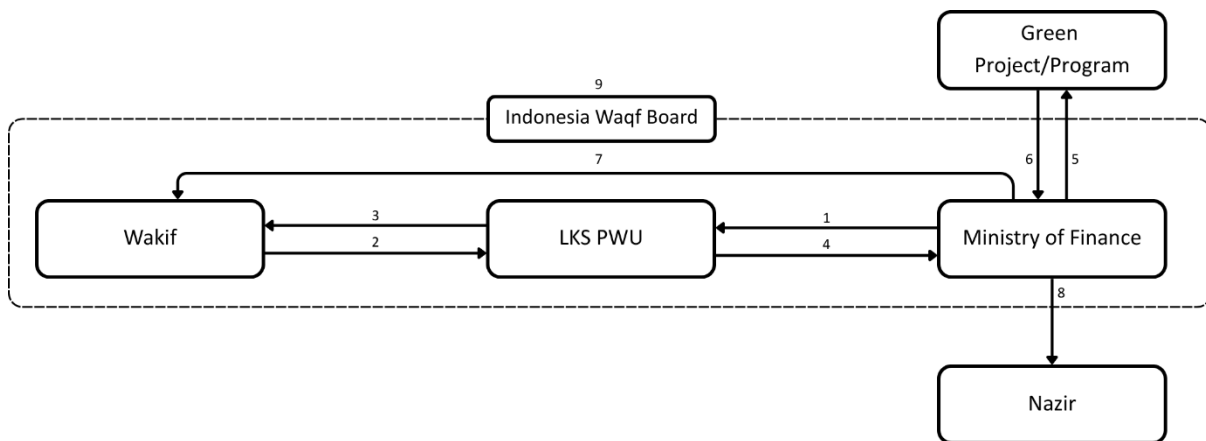 Green
Project/Program
9
Indonesia Waqf Board
7
6
5
Wakif
3
2
LKS PWU
1
4
Ministry of Finance
8
Nazir